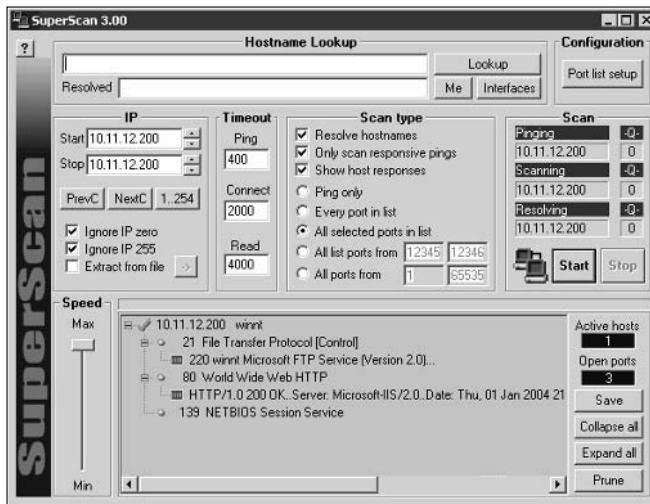 SuperScan 3.00
?
Hostname Lookup
Lookup
Resolved
Me
Interfaces
Configuration
Port list setup
IP
Start 10.11.12.200
Stop 10.11.12.200
PrevC
NextC
1..254
Ignore IP zero
Ignore IP 255
Extract from file
->
Timeout
Ping
400
Connect
2000
Read
4000
Scan type
Resolve hostnames
Only scan responsive pings
Show host responses
Ping only
Every port in list
All selected ports in list
All list ports from 12345 12346
All ports from 1 65535
Scan
Pinging -Q-
10.11.12.200 0
Scanning -Q-
10.11.12.200 0
Resolving -Q-
10.11.12.200 0
Start
Stop
SuperScan
Speed
Max
Min
10.11.12.200 winnt
21 File Transfer Protocol [Control]
220 winnt Microsoft FTP Service (Version 2.0)...
80 World Wide Web HTTP
HTTP/1.0 200 OK..Server: Microsoft-IIS/2.0..Date: Thu, 01 Jan 2004 21
139 NETBIOS Session Service
Active hosts
1
Open ports
3
Save
Collapse all
Expand all
Prune